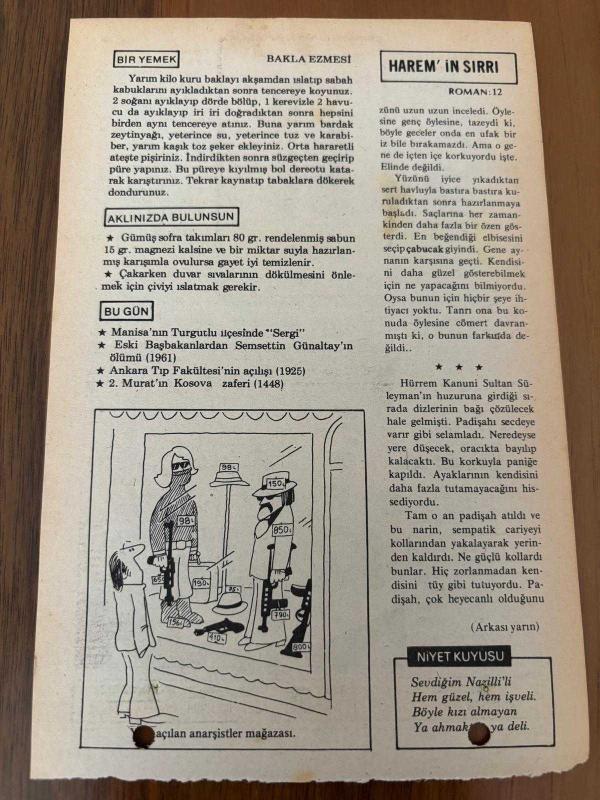 BİR YEMEK
BAKLA EZMESİ
Yarım kilo kuru baklayı akşamdan ıslatıp sabah
kabuklarını ayıkladıktan sonra tencereye koyunuz.
2 soğanı ayıklayıp dörde bölüp, 1 kerevizle 2 havu-
cu da ayıklayıp iri iri doğradıktan sonra hepsini
birden aynı tencereye atınız. Buna yarım bardak
zeytinyağı, yeterince su, yeterince tuz ve karabi-
ber, yarım kaşık toz şeker ekleyiniz. Orta hararetli
ateşte pişiriniz. İndirdikten sonra süzgeçten geçirip
püre yapınız. Bu püreye kıyılmış bol dereotu kata-
rak karıştırınız. Tekrar kaynatıp tabaklara dökerek
dondurunuz.
AKLINIZDA BULUNSUN
★ Gümüş sofra takımları 80 gr. rendelenmiş sabun
15 gr. magnezi kalsine ve bir miktar suyla hazırlan-
mış karışımla ovulursa gayet iyi temizlenir.
★ Çakarken duvar sıvalarının dökülmesini önle-
mek için çiviyi ıslatmak gerekir.
BU GÜN
★ Manisa'nın Turgutlu ilçesinde "Sergi"
★ Eski Başbakanlardan Semsettin Günaltay'ın
ölümü (1961)
★ Ankara Tıp Fakültesi'nin açılışı (1925)
★ 2. Murat'ın Kosova zaferi (1448)
98₺
150₺
98₺
850₺
190₺
95₺
156₺
410₺
790₺
800₺
açılan anarşistler mağazası.
HAREM' İN SIRRI
ROMAN:12
zünü uzun uzun inceledi. Öyle-
sine genç öylesine, tazeydi ki,
böyle geceler onda en ufak bir
iz bile bırakamazdı. Ama o ge-
ne de içten içe korkuyordu işte.
Elinde değildi.
Yüzünü iyice yıkadıktan
sert havluyla bastıra bastıra ku-
ruladıktan sonra hazırlanmaya
başladı. Saçlarına her zaman-
kinden daha fazla bir özen gös-
terdi. En beğendiği elbisesini
seçip çabucak giyindi. Gene ay-
nanın karşısına geçti. Kendisi-
ni daha güzel gösterebilmek
için ne yapacağını bilmiyordu.
Oysa bunun için hiçbir şeye ih-
tiyacı yoktu. Tanrı ona bu ko-
nuda öylesine cömert davran-
mıştı ki, o bunun farkında de-
ğildi..
★ ★ ★
Hürrem Kanuni Sultan Sü-
leyman'ın huzuruna girdiği sı-
rada dizlerinin bağı çözülecek
hale gelmişti. Padişahı secdeye
varır gibi selamladı. Neredeyse
yere düşecek, oracıkta bayılıp
kalacaktı. Bu korkuyla paniğe
kapıldı. Ayaklarının kendisini
daha fazla tutamayacağını his-
sediyordu.
Tam o an padişah atıldı ve
bu narin, sempatik cariyeyi
kollarından yakalayarak yerin-
den kaldırdı. Ne güçlü kollardı
bunlar. Hiç zorlanmadan ken-
disini tüy gibi tutuyordu. Pa-
dişah, çok heyecanlı olduğunu
(Arkası yarın)
NİYET KUYUSU
Sevdiğim Nazilli'li
Hem güzel, hem işveli.
Böyle kızı almayan
Ya ahmak ya deli.